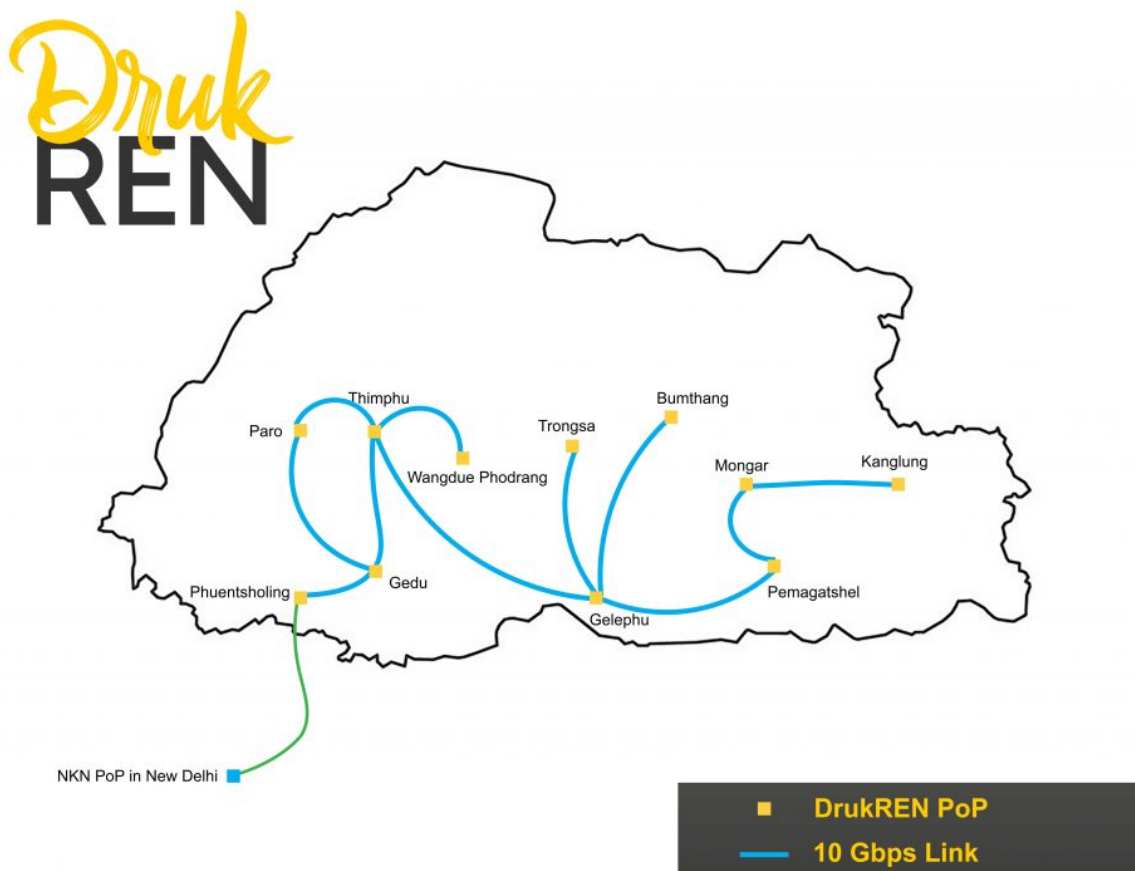 Druk
REN
Thimphu
Bumthang
Paro
Trongsa
Wangdue Phodrang
Mongar
Kanglung
Phuentsholing
Gedu
Pemagatshel
Gelephu
NKN PoP in New Delhi
DrukREN PoP
10 Gbps Link